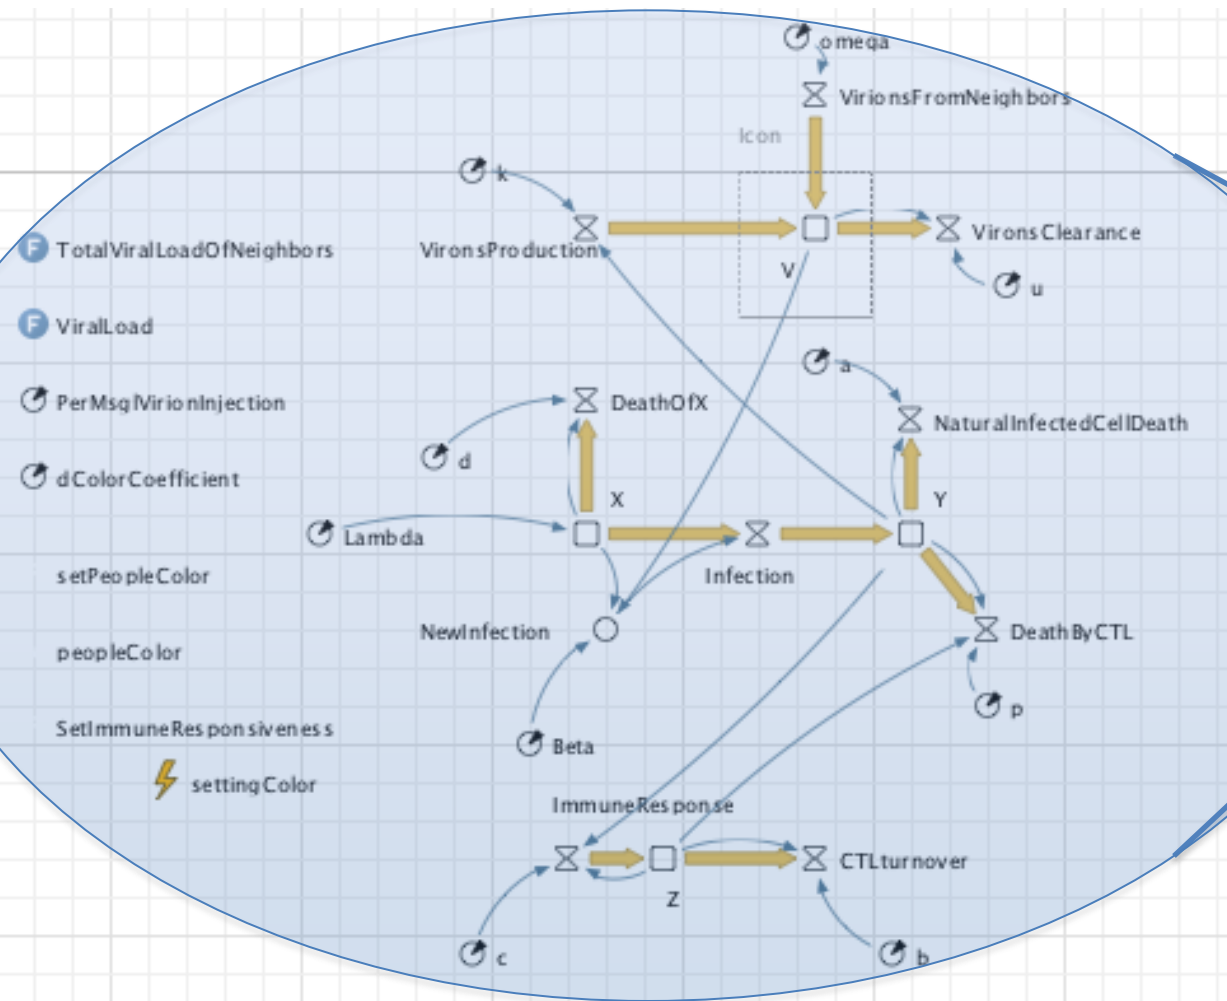 omega
VirionsFromNeighbors
Icon
k
F TotalViralLoadOfNeighbors
VironsProduction
V
VironsClearance
u
F ViralLoad
a
PerMsgIVirionInjection
DeathOfX
NaturalInfectedCellDeath
d
dColorCoefficient
X
Y
Lambda
setPeopleColor
Infection
NewInfection
DeathByCTL
peopleColor
p
SetImmuneResponsiveness
Beta
settingColor
ImmuneResponse
CTLturnover
Z
c
b